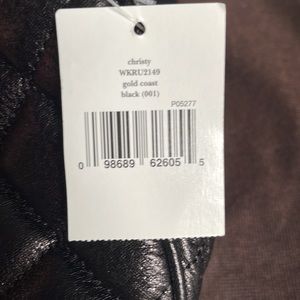 christy
WKRU2149
gold coast
black (001)
P05277
0 98689 62605 5